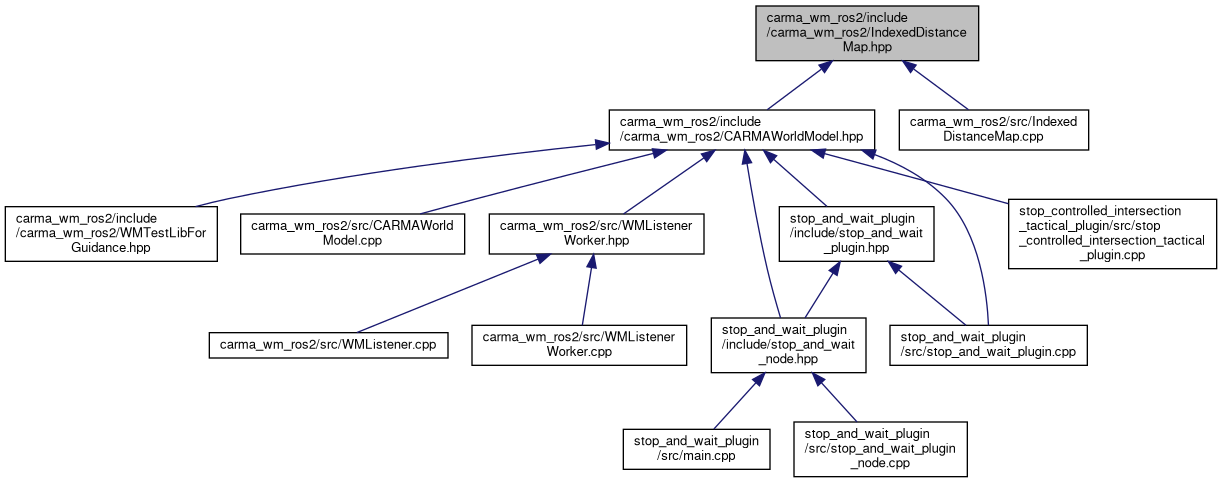 carma_wm_ros2/include
/carma_wm_ros2/IndexedDistance
Map.hpp
carma_wm_ros2/include
/carma_wm_ros2/CARMAWorldModel.hpp
carma_wm_ros2/src/Indexed
DistanceMap.cpp
carma_wm_ros2/include
/carma_wm_ros2/WMTestLibFor
Guidance.hpp
carma_wm_ros2/src/CARMAWorld
Model.cpp
carma_wm_ros2/src/WMListener
Worker.hpp
stop_and_wait_plugin
/include/stop_and_wait
_plugin.hpp
stop_controlled_intersection
_tactical_plugin/src/stop
_controlled_intersection_tactical
_plugin.cpp
carma_wm_ros2/src/WMListener.cpp
carma_wm_ros2/src/WMListener
Worker.cpp
stop_and_wait_plugin
/include/stop_and_wait
_node.hpp
stop_and_wait_plugin
/src/stop_and_wait_plugin.cpp
stop_and_wait_plugin
/src/main.cpp
stop_and_wait_plugin
/src/stop_and_wait_plugin
_node.cpp